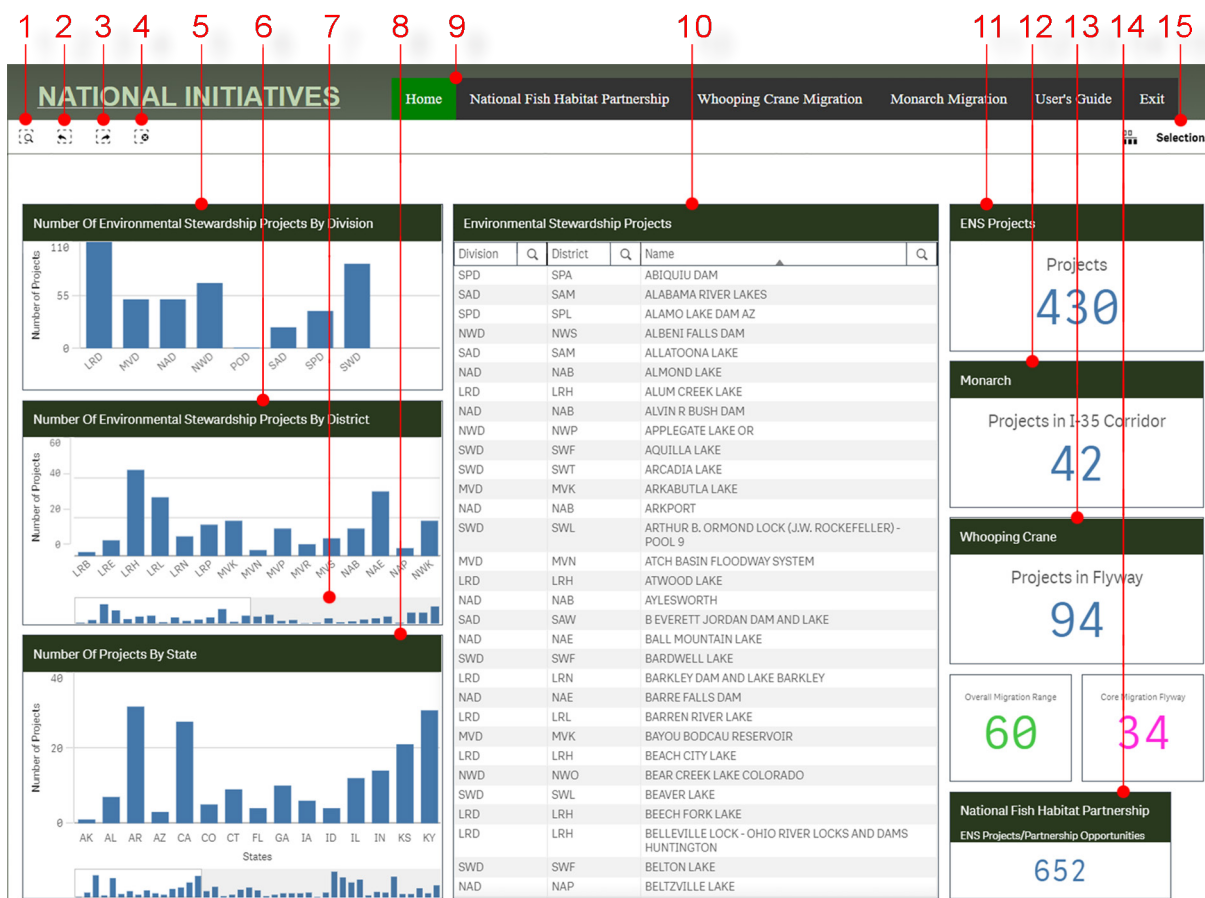 1 2 3 4 5 6 7 8 9 10 11 12 13 14 15
NATIONAL INITIATIVES
Home National Fish Habitat Partnership Whooping Crane Migration Monarch Migration User's Guide Exit
Selection
Number Of Environmental Stewardship Projects By Division
Number of Projects
110
55
0
LRD MVD NAD NWD POD SAD SPD SWD
Number Of Environmental Stewardship Projects By District
Number of Projects
60
40
20
0
LRB LRE LRH LRL LRN LRP MVK MVN MVP MVR MVS NAB NAE NAP NWK
Number Of Projects By State
Number of Projects
40
20
0
AK AL AR AZ CA CO CT FL GA IA ID IL IN KS KY
States
Environmental Stewardship Projects
Division District Name
SPD SPA ABIQUIU DAM
SAD SAM ALABAMA RIVER LAKES
SPD SPL ALAMO LAKE DAM AZ
NWD NWS ALBENI FALLS DAM
SAD SAM ALLATOONA LAKE
NAD NAB ALMOND LAKE
LRD LRH ALUM CREEK LAKE
NAD NAB ALVIN R BUSH DAM
NWD NWP APPLEGATE LAKE OR
SWD SWF AQUILLA LAKE
SWD SWT ARCADIA LAKE
MVD MVK ARKABUTLA LAKE
NAD NAB ARKPORT
SWD SWL ARTHUR B. ORMOND LOCK (J.W. ROCKEFELLER) -
POOL 9
MVD MVN ATCH BASIN FLOODWAY SYSTEM
LRD LRH ATWOOD LAKE
NAD NAB AYLESWORTH
SAD SAW B EVERETT JORDAN DAM AND LAKE
NAD NAE BALL MOUNTAIN LAKE
SWD SWF BARDWELL LAKE
LRD LRN BARKLEY DAM AND LAKE BARKLEY
NAD NAE BARRE FALLS DAM
LRD LRL BARREN RIVER LAKE
MVD MVK BAYOU BODCAU RESERVOIR
LRD LRH BEACH CITY LAKE
NWD NWO BEAR CREEK LAKE COLORADO
SWD SWL BEAVER LAKE
LRD LRH BEECH FORK LAKE
LRD LRH BELLEVILLE LOCK - OHIO RIVER LOCKS AND DAMS
HUNTINGTON
SWD SWF BELTON LAKE
NAD NAP BELTZVILLE LAKE
ENS Projects
Projects
430
Monarch
Projects in I-35 Corridor
42
Whooping Crane
Projects in Flyway
94
Overall Migration Range
60
Core Migration Flyway
34
National Fish Habitat Partnership
ENS Projects/Partnership Opportunities
652